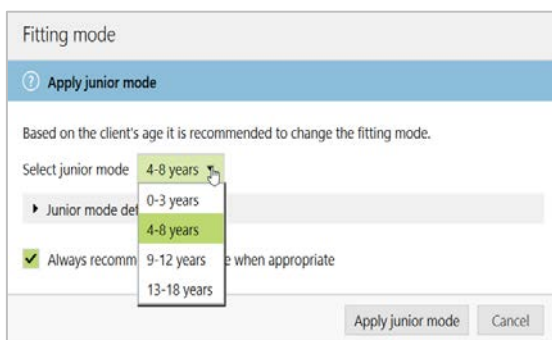 Fitting mode
? Apply junior mode
Based on the client's age it is recommended to change the fitting mode.
Select junior mode 4-8 years
Junior mode def
0-3 years
4-8 years
Always recomm
9-12 years
e when appropriate
13-18 years
Apply junior mode Cancel